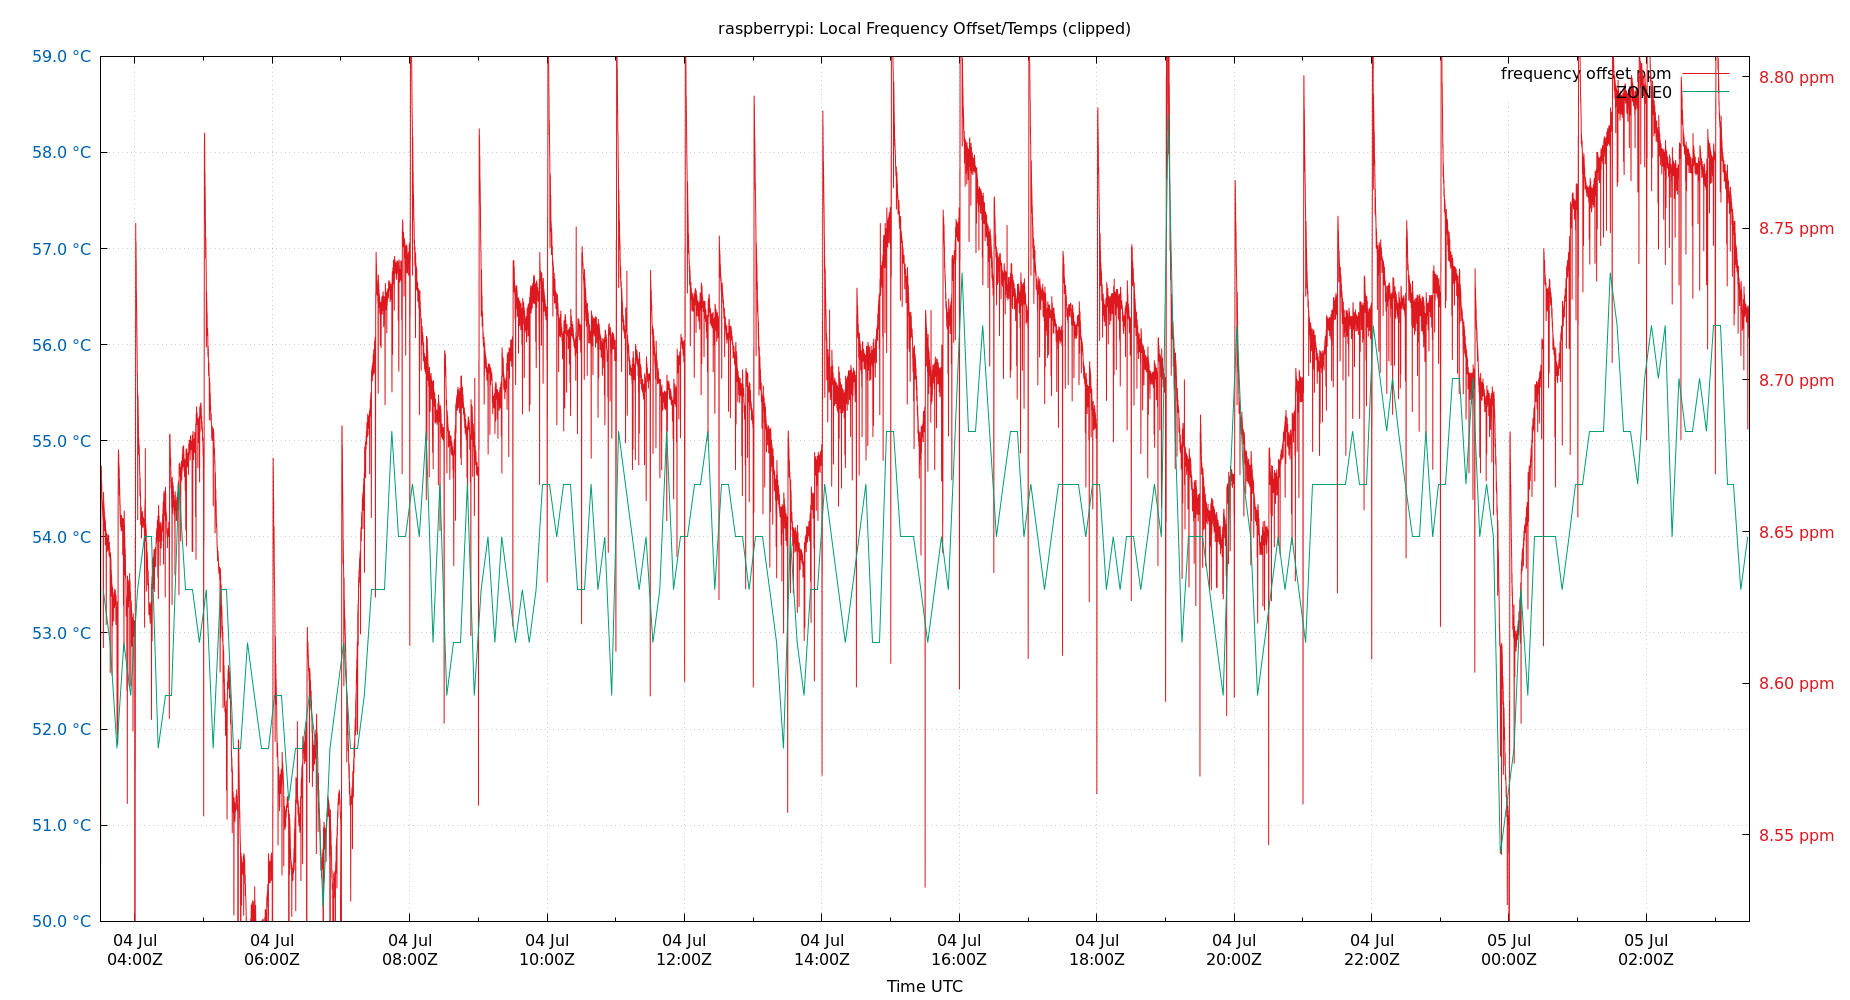 raspberrypi: Local Frequency Offset/Temps (clipped)
59.0 °C
58.0 °C
57.0 °C
56.0 °C
55.0 °C
54.0 °C
53.0 °C
52.0 °C
51.0 °C
50.0 °C
frequency offset ppm
ZONE0
8.80 ppm
8.75 ppm
8.70 ppm
8.65 ppm
8.60 ppm
8.55 ppm
04 Jul
04:00Z
04 Jul
06:00Z
04 Jul
08:00Z
04 Jul
10:00Z
04 Jul
12:00Z
04 Jul
14:00Z
04 Jul
16:00Z
04 Jul
18:00Z
04 Jul
20:00Z
04 Jul
22:00Z
05 Jul
00:00Z
05 Jul
02:00Z
Time UTC